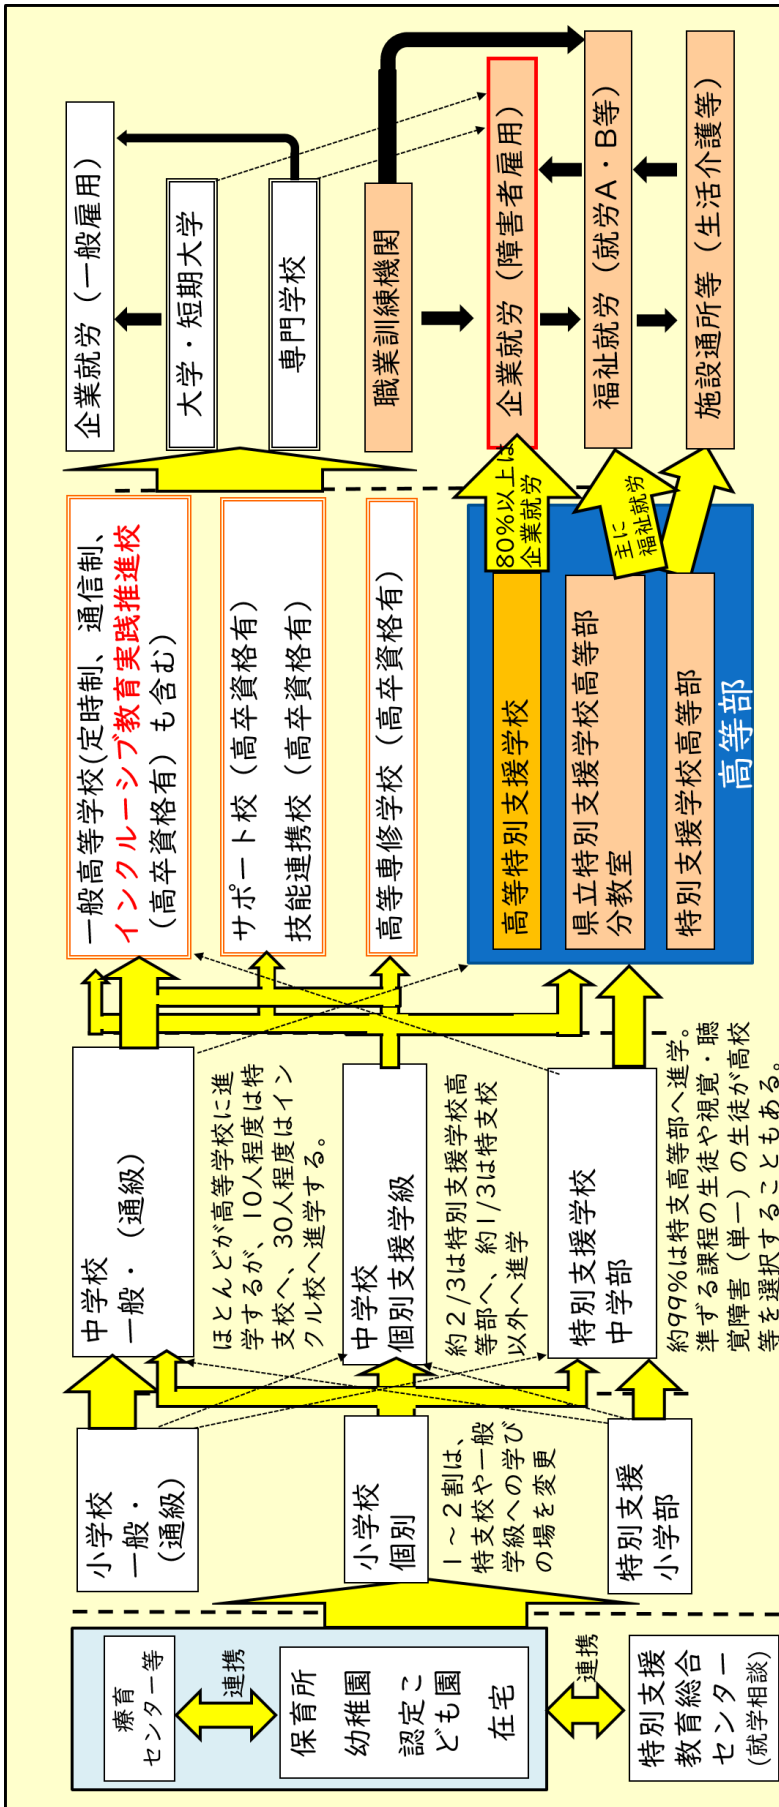 療育
センター等
連携
保育所
幼稚園
認定こ
ども園
在宅
連携
特別支援
教育総合
センター
(就学相談)
小学校
一般・
(通級)
小学校
個別
1～2割は、
特支校や一般
学級への学び
の場を変更
特別支援
小学部
中学校
一般・（通級）
ほとんどが高等学校に進
学するが、10人程度は特
支校へ、30人程度はイン
クル校へ進学する。
中学校
個別支援学級
約2/3は特別支援学校高
等部へ、約1/3は特支校
以外へ進学
特別支援学校
中学部
約99%は特支高等部へ進学。
準ずる課程の生徒や視覚・聴
覚障害（単一）の生徒が高校
等を選択することもある。
一般高等学校(定時制、通信制、
インクルーシブ教育実践推進校
（高卒資格有）も含む）
サポート校（高卒資格有）
技能連携校（高卒資格有）
高等専修学校（高卒資格有）
高等特別支援学校
県立特別支援学校高等部
分教室
特別支援学校高等部
高等部
80%以上は
企業就労
主に
福祉就労
企業就労（一般雇用）
大学・短期大学
専門学校
職業訓練機関
企業就労（障害者雇用）
福祉就労（就労A・B等）
施設通所等（生活介護等）